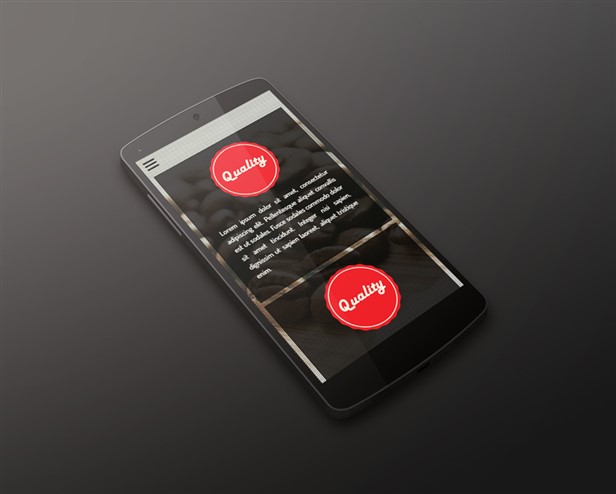 Quality
Lorem ipsum dolor sit amet, consectetur
adipiscing elit. Pellentesque aliquet convallis
est ut sodales. Fusce sodales commodo dolor
sit amet tincidunt. Integer nisi sapien,
dignissim ut sapien laoreet, aliquet tristique
enim.
Quality